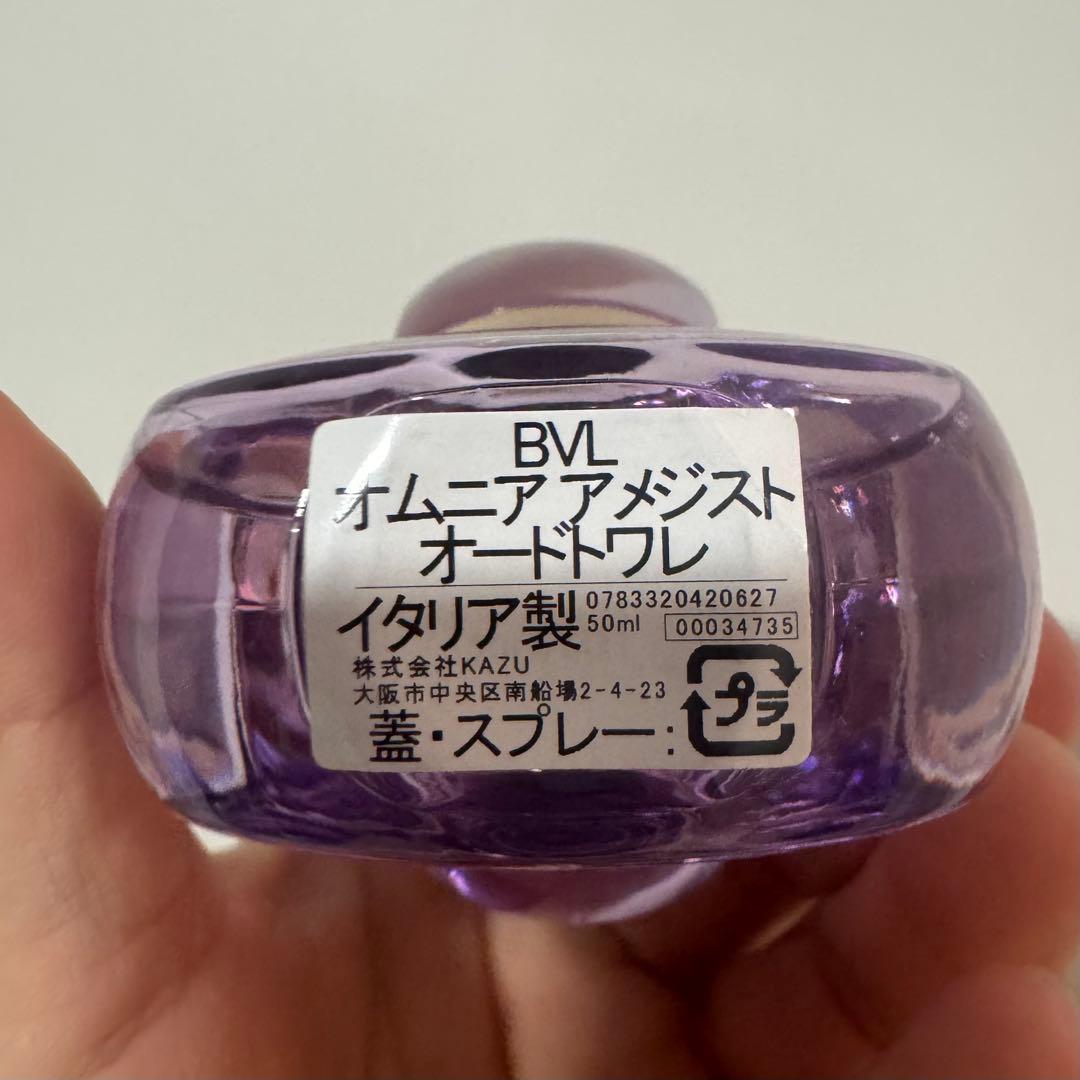 BVL
オムニア アメジスト
オードトワレ
イタリア製 0783320420627
50ml 00034735
株式会社KAZU
大阪市中央区南船場2-4-23
蓋・スプレー: プラ